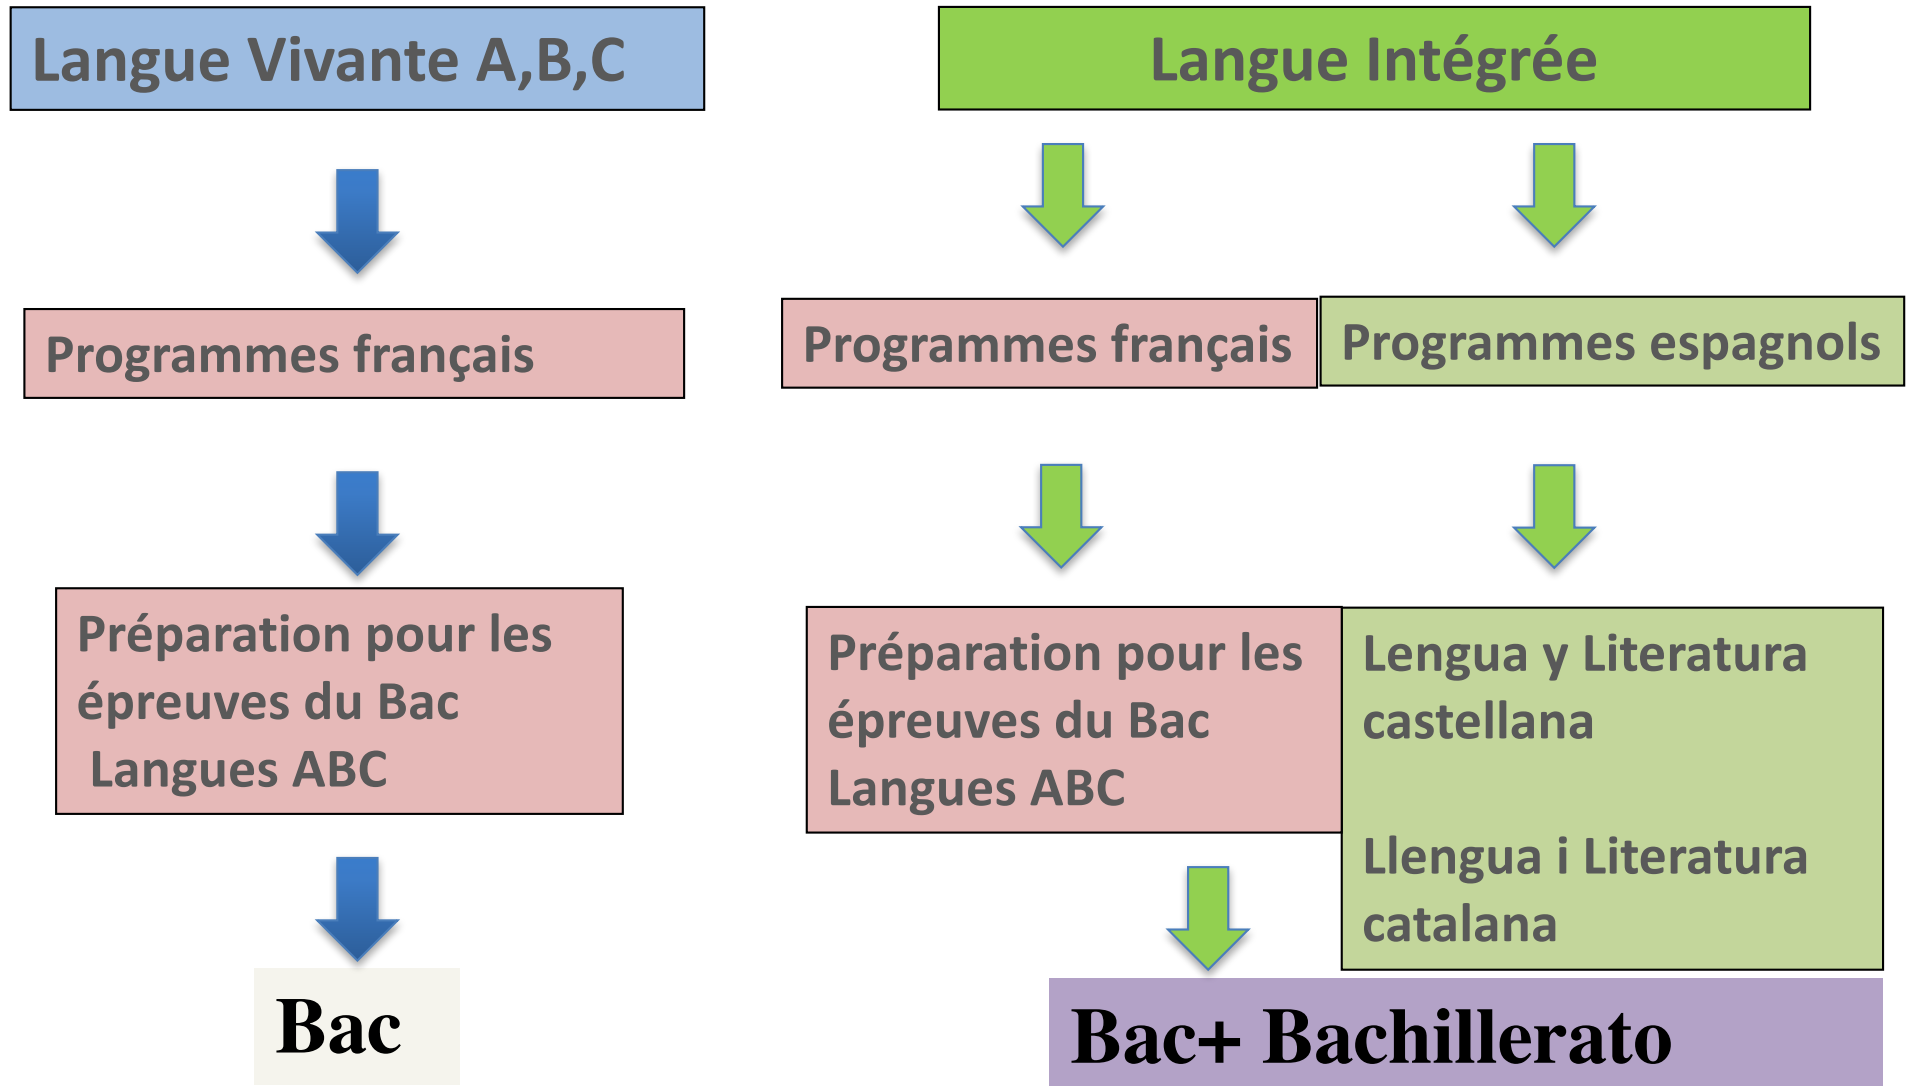 Langue Vivante A,B,C
Langue Intégrée
Programmes français
Programmes français
Programmes espagnols
Préparation pour les
épreuves du Bac
Langues ABC
Préparation pour les
épreuves du Bac
Langues ABC
Lengua y Literatura
castellana
Llengua i Literatura
catalana
Bac
Bac+ Bachillerato